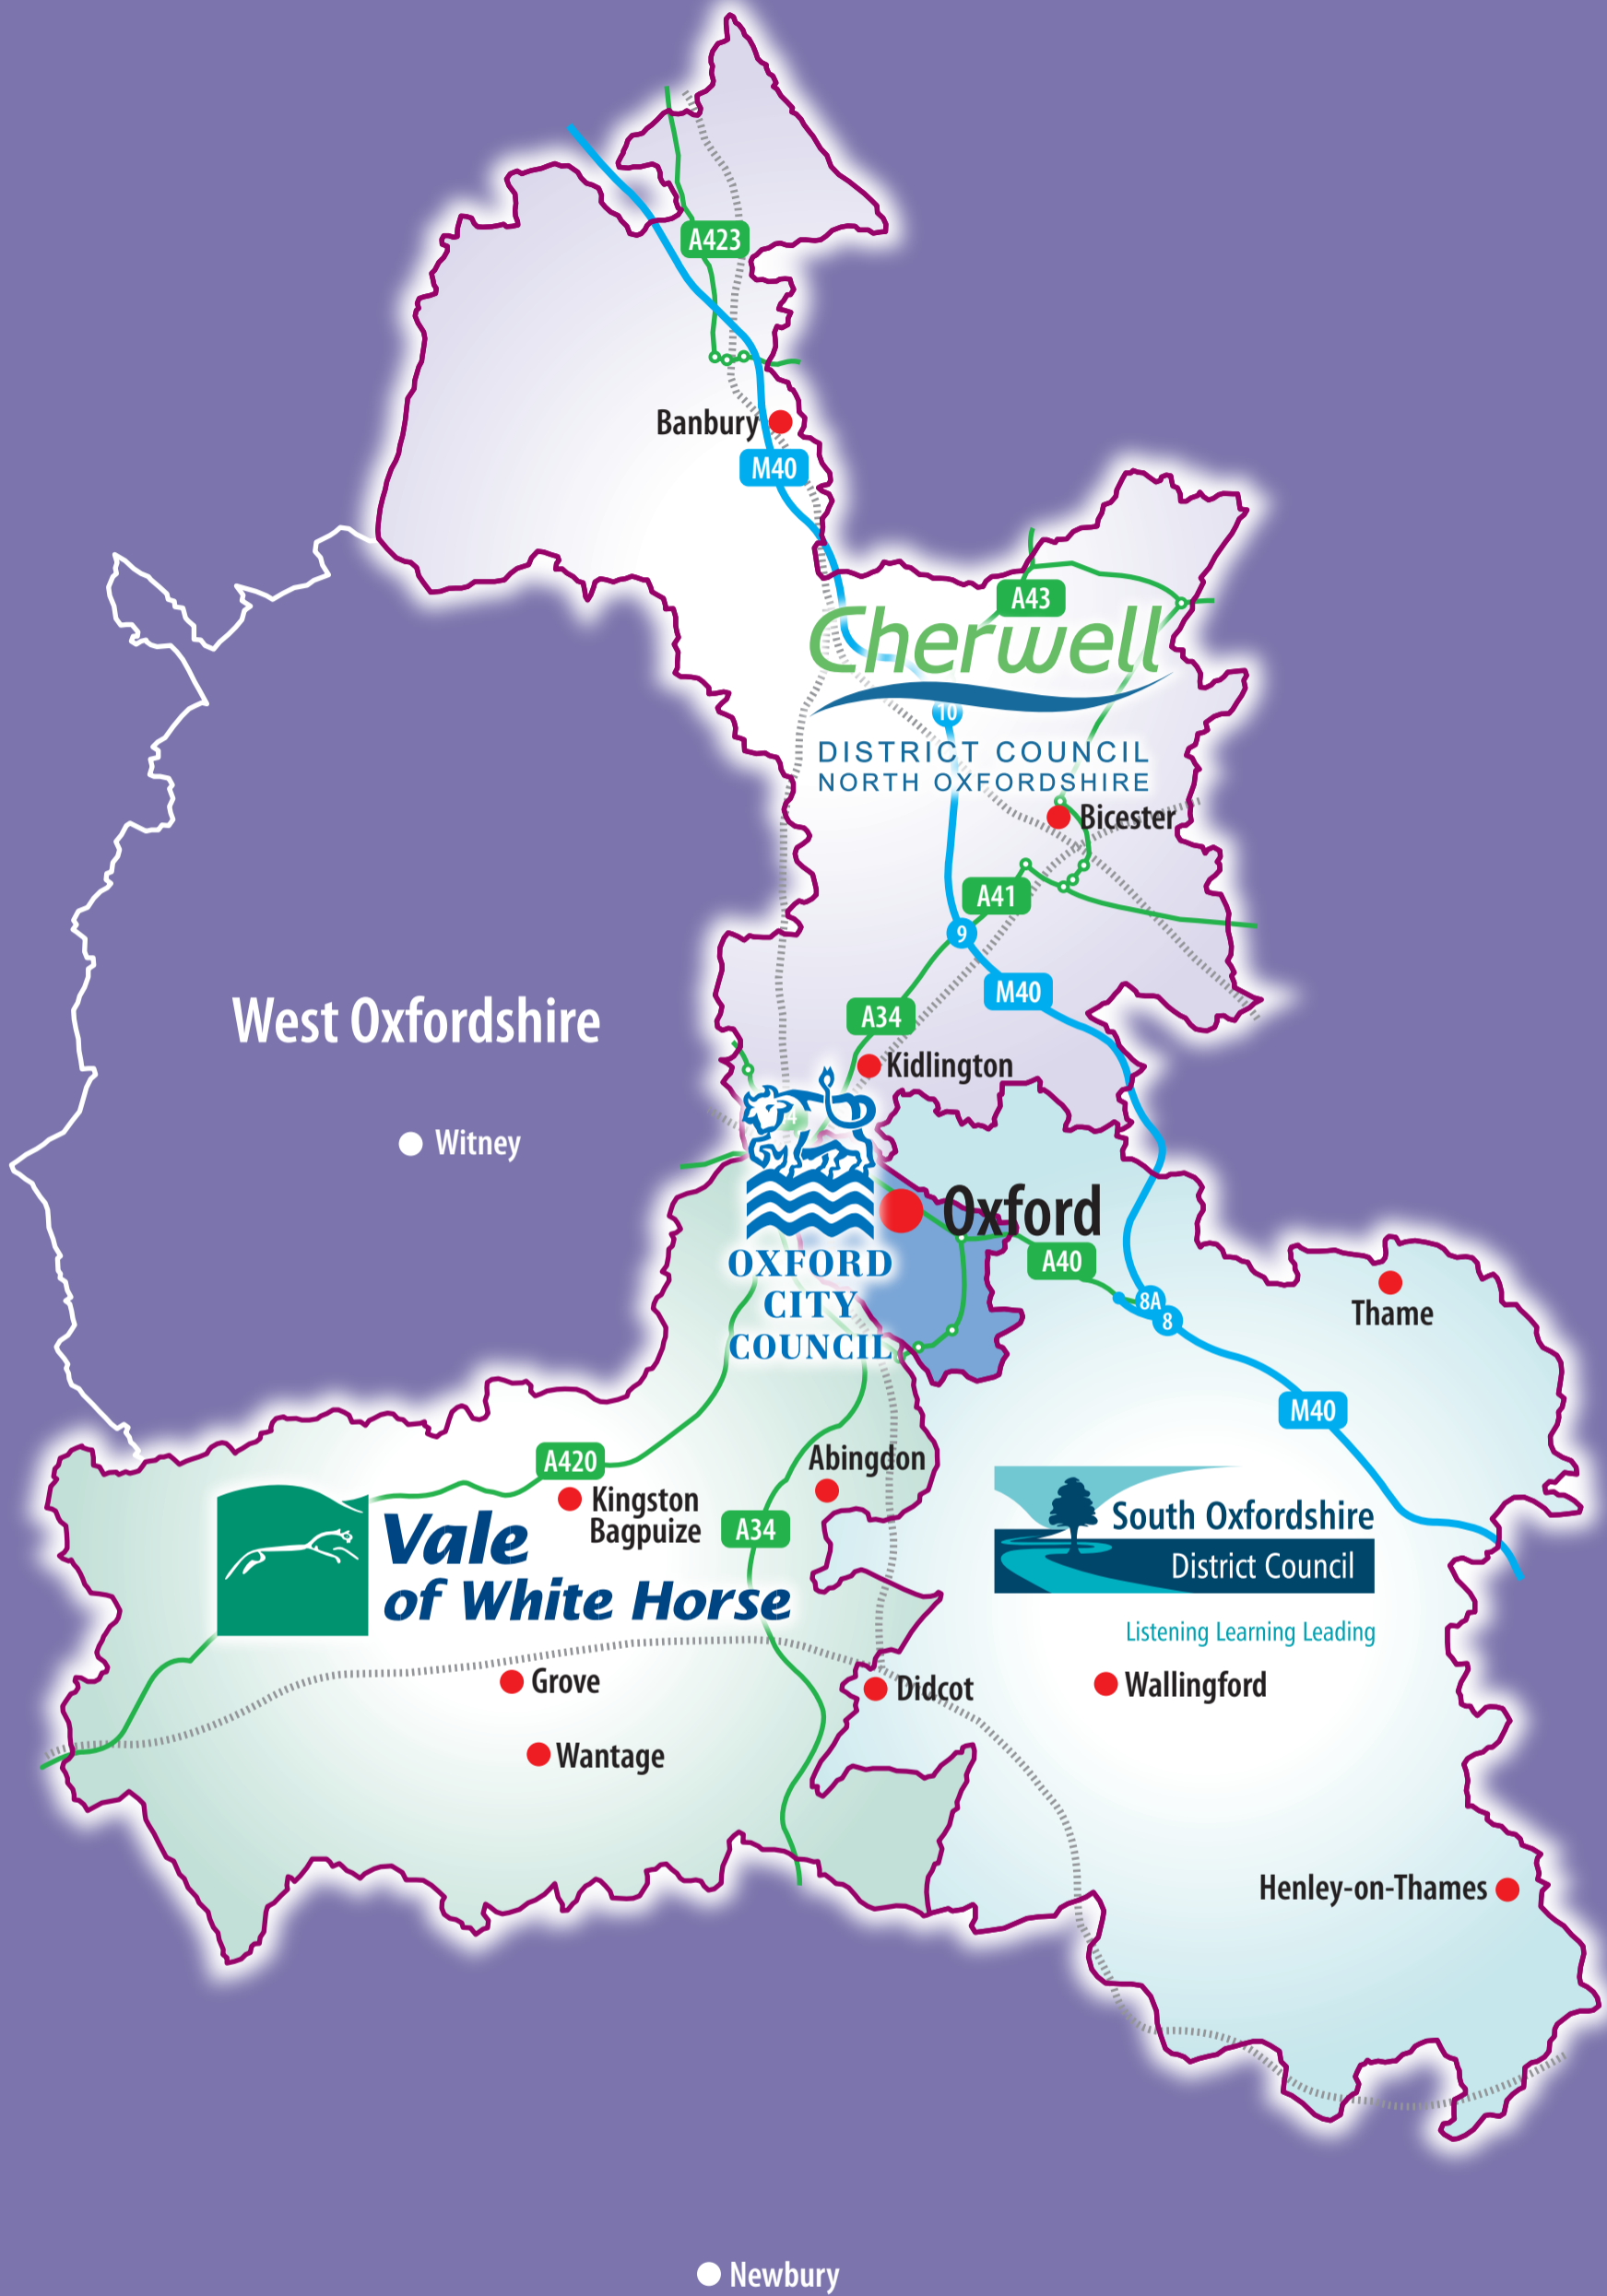 A423
Banbury
M40
A43
Cherwell
10
DISTRICT COUNCIL
NORTH OXFORDSHIRE
Bicester
A41
9
M40
West Oxfordshire
A34
Kidlington
Witney
Oxford
OXFORD
CITY
COUNCIL
A40
8A
8
Thame
M40
A420
Abingdon
Kingston
Bagpuize
A34
Vale
of White Horse
South Oxfordshire
District Council
Listening Learning Leading
Grove
Didcot
Wallingford
Wantage
Henley-on-Thames
Newbury